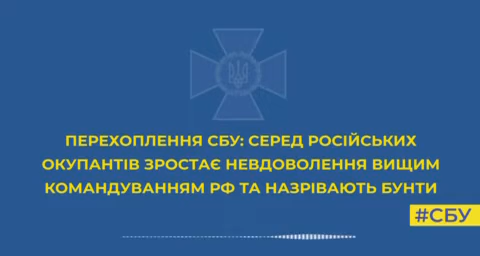 ПЕРЕХОПЛЕННЯ СБУ: СЕРЕД РОСІЙСЬКИХ
ОКУПАНТІВ ЗРОСТАЄ НЕВДОВОЛЕННЯ ВИЩИМ
КОМАНДУВАННЯМ РФ ТА НАЗРІВАЮТЬ БУНТИ
#СБУ